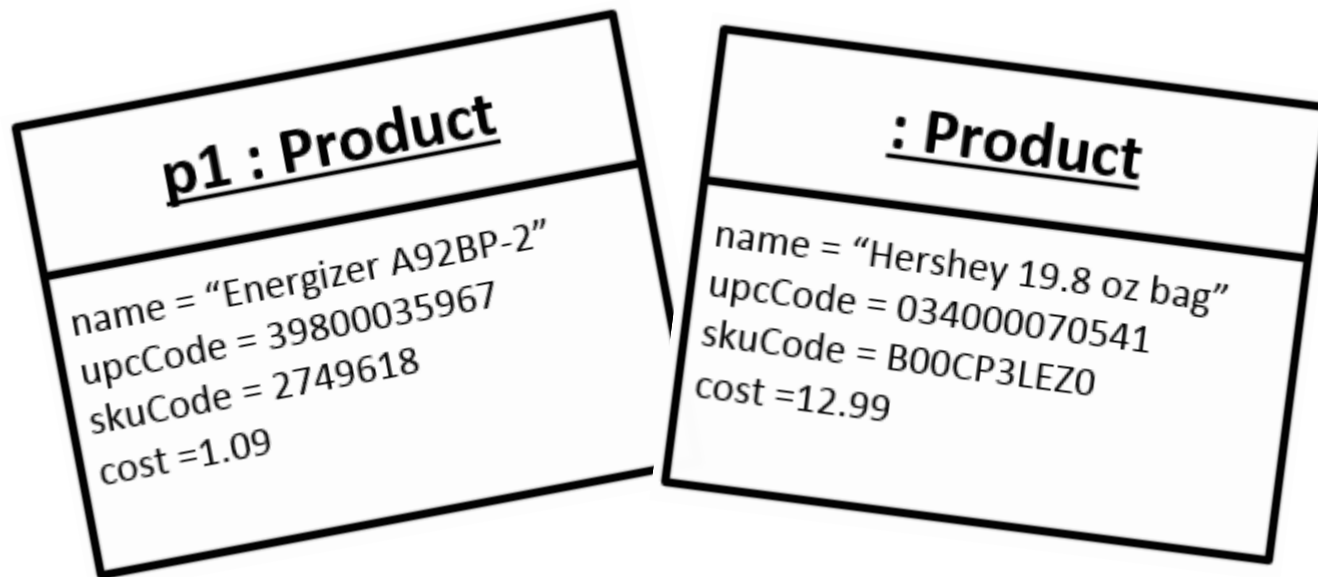 p1 : Product
name = “Energizer A92BP-2”
upcCode = 39800035967
skuCode = 2749618
cost =1.09
: Product
name = “Hershey 19.8 oz bag”
upcCode = 034000070541
skuCode = B00CP3LEZ0
cost =12.99